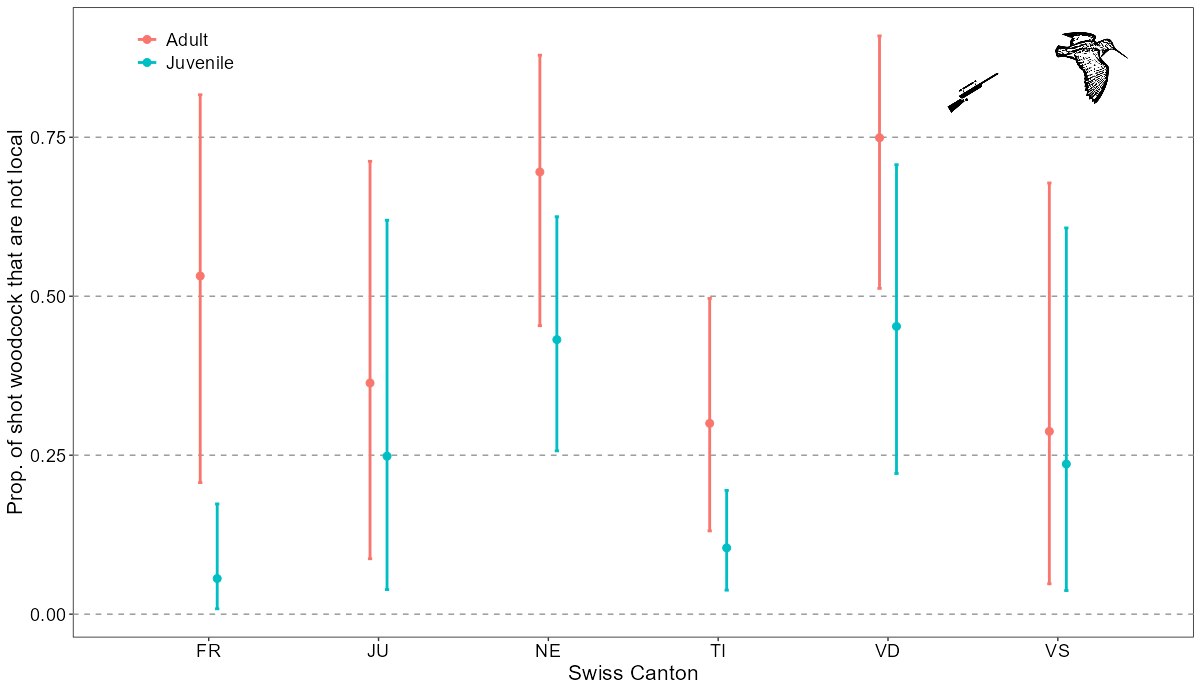 Adult
Juvenile
Prop. of shot woodcock that are not local
0.75
0.50
0.25
0.00
FR JU NE TI VD VS
Swiss Canton